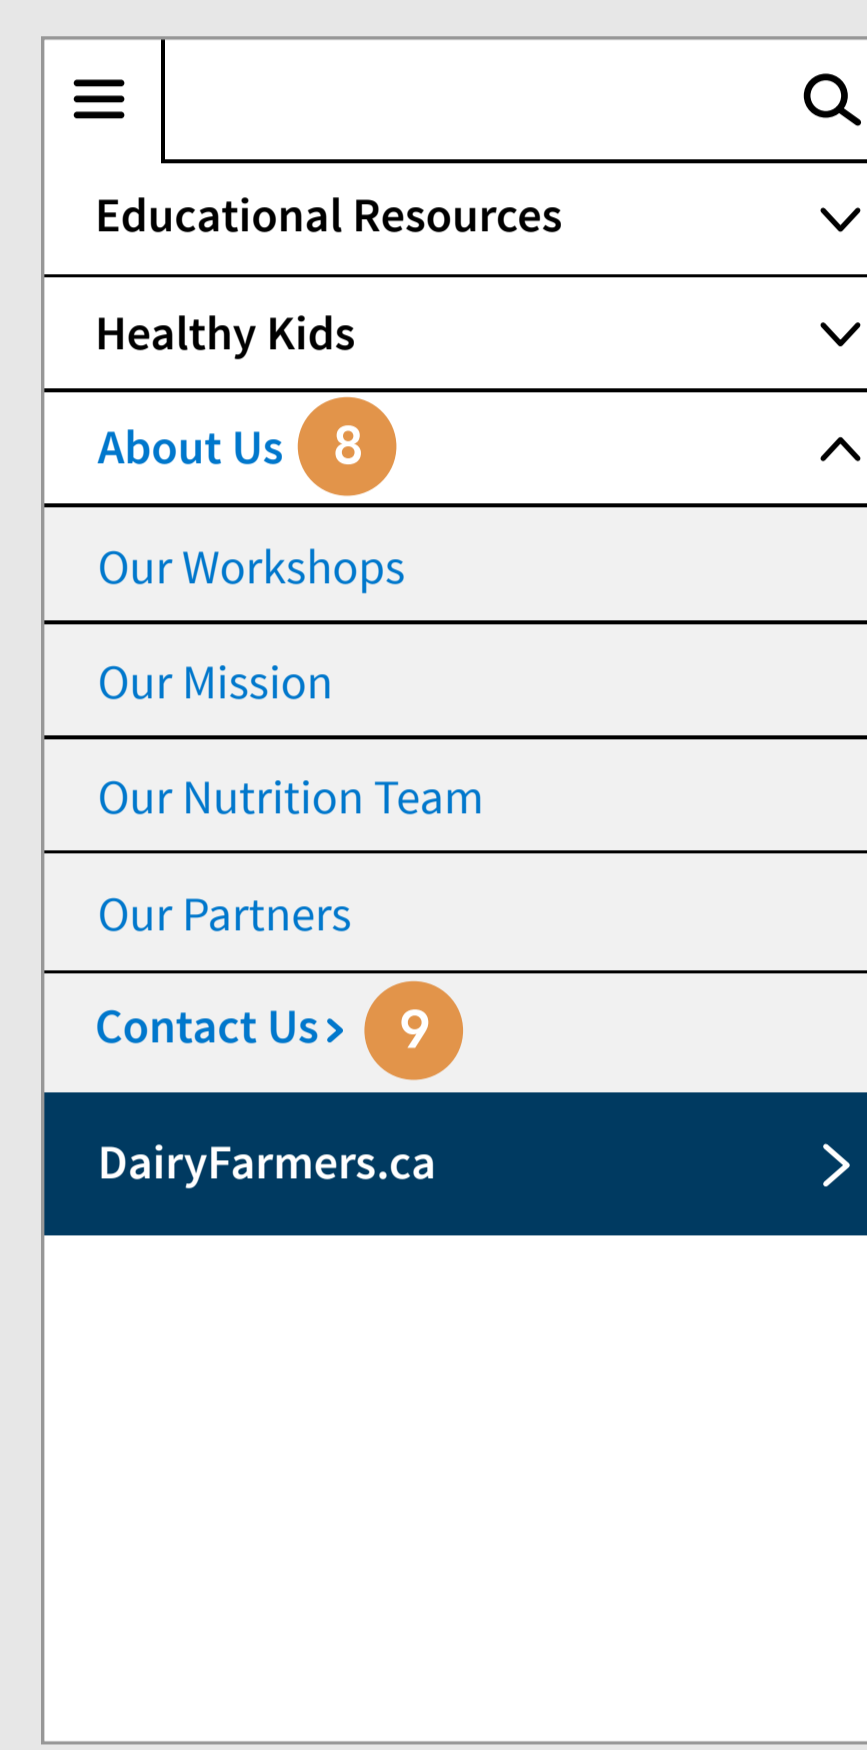 Educational Resources
Healthy Kids
About Us 8
Our Workshops
Our Mission
Our Nutrition Team
Our Partners
Contact Us> 9
DairyFarmers.ca